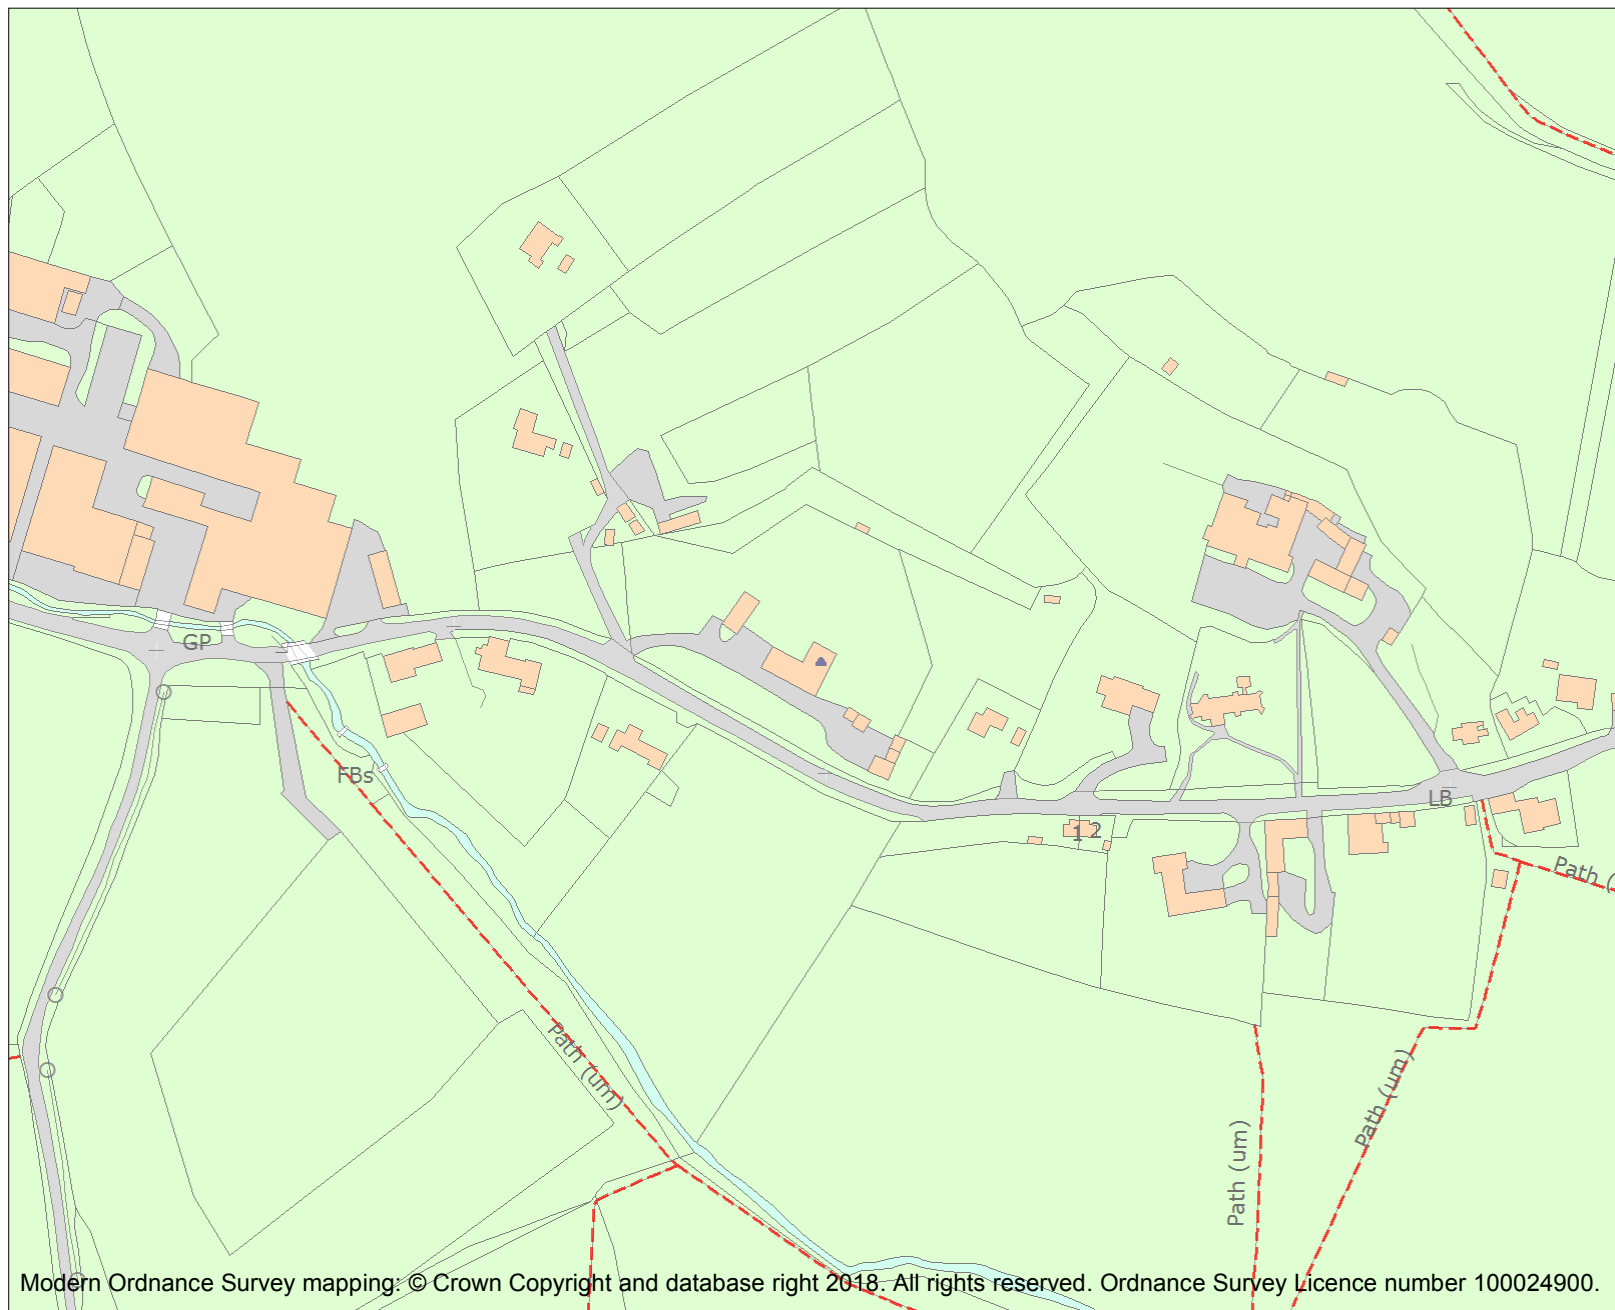 GP
FBs
LB
1 2
Path (
Path (um)
Path (um)
Path (um)
Modern Ordnance Survey mapping: © Crown Copyright and database right 2018. All rights reserved. Ordnance Survey Licence number 100024900.